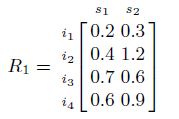 s₁ s₂
i₁ 0.2 0.3
i₂ 0.4 1.2
R₁ =
i₃ 0.7 0.6
i₄ 0.6 0.9